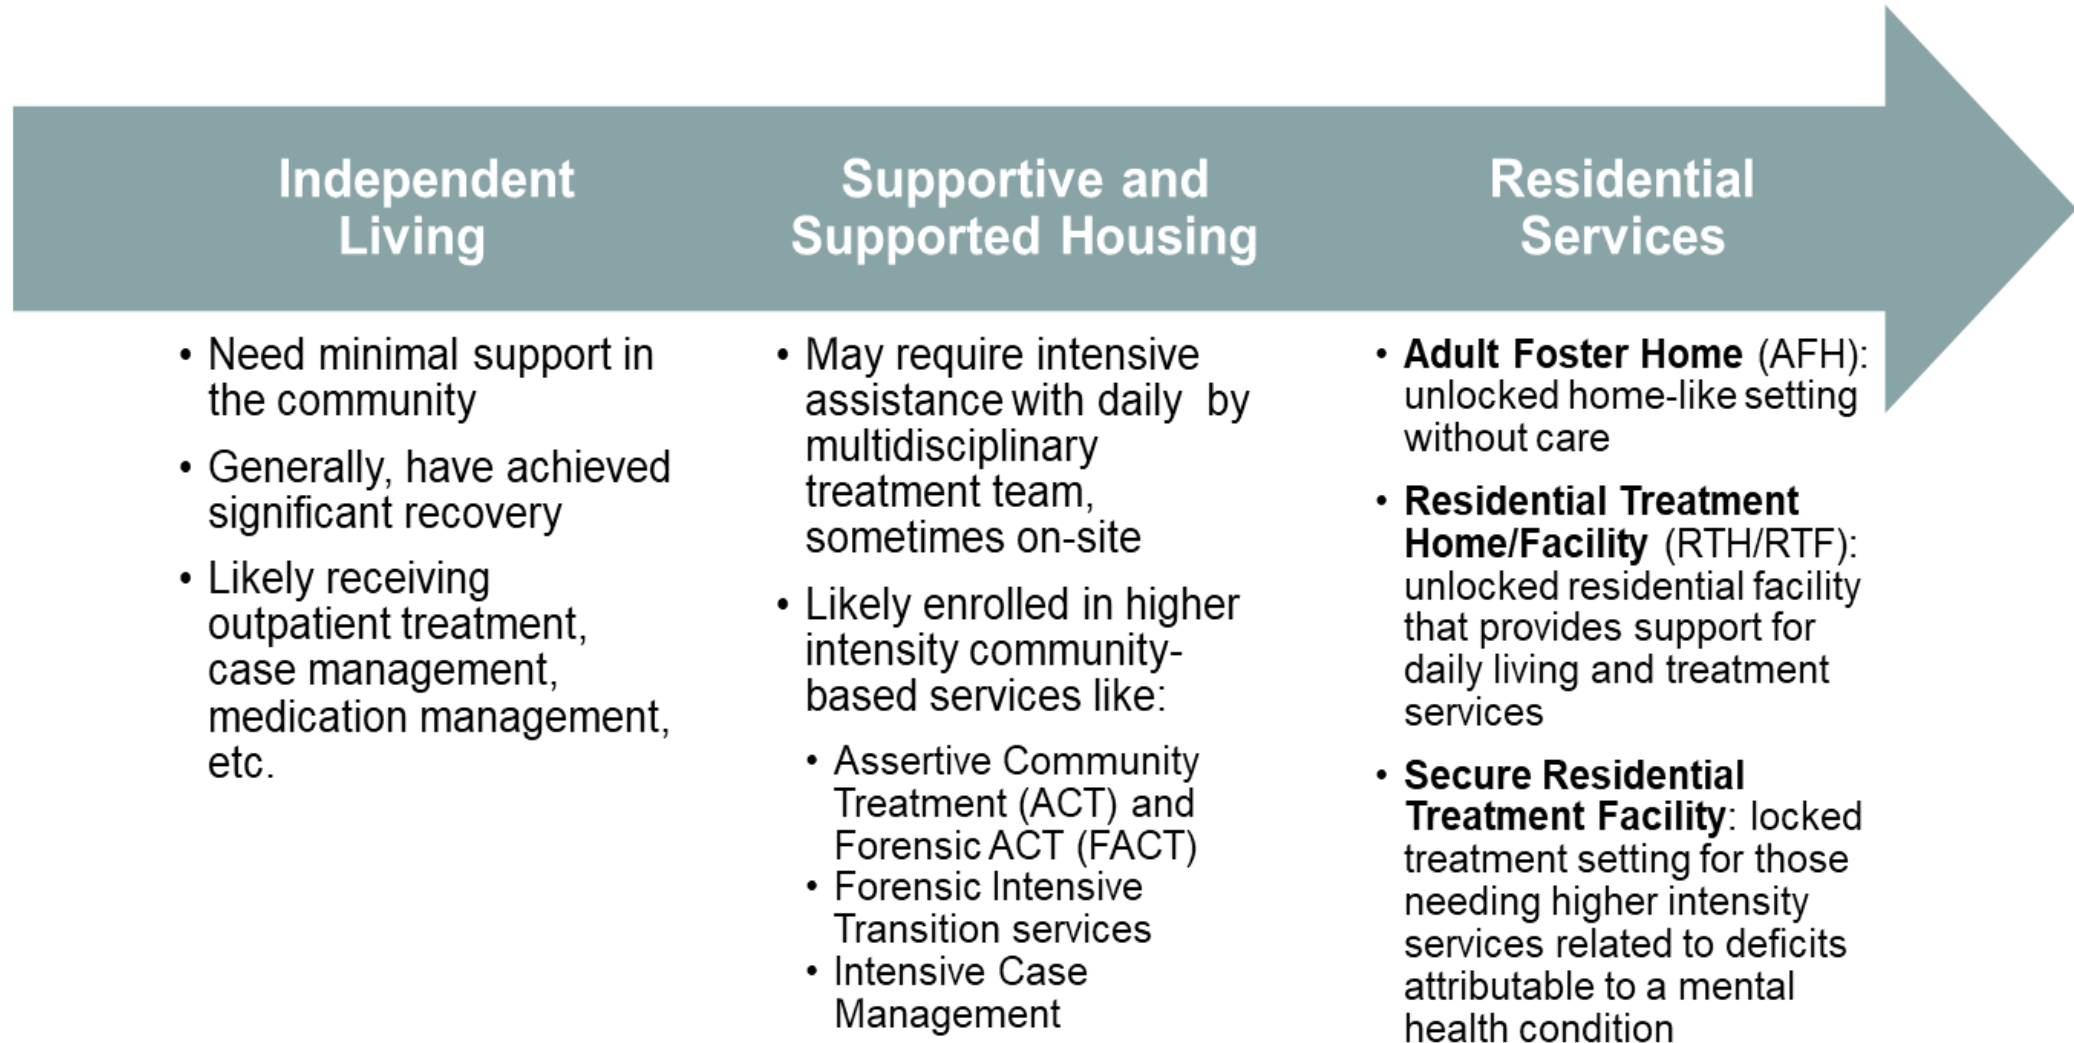 Independent
Living
Supportive and
Supported Housing
Residential
Services
• Need minimal support in
the community
• Generally, have achieved
significant recovery
• Likely receiving
outpatient treatment,
case management,
medication management,
etc.
• May require intensive
assistance with daily by
multidisciplinary
treatment team,
sometimes on-site
• Likely enrolled in higher
intensity community-
based services like:
• Assertive Community
Treatment (ACT) and
Forensic ACT (FACT)
• Forensic Intensive
Transition services
• Intensive Case
Management
• Adult Foster Home (AFH):
unlocked home-like setting
without care
• Residential Treatment
Home/Facility (RTH/RTF):
unlocked residential facility
that provides support for
daily living and treatment
services
• Secure Residential
Treatment Facility: locked
treatment setting for those
needing higher intensity
services related to deficits
attributable to a mental
health condition